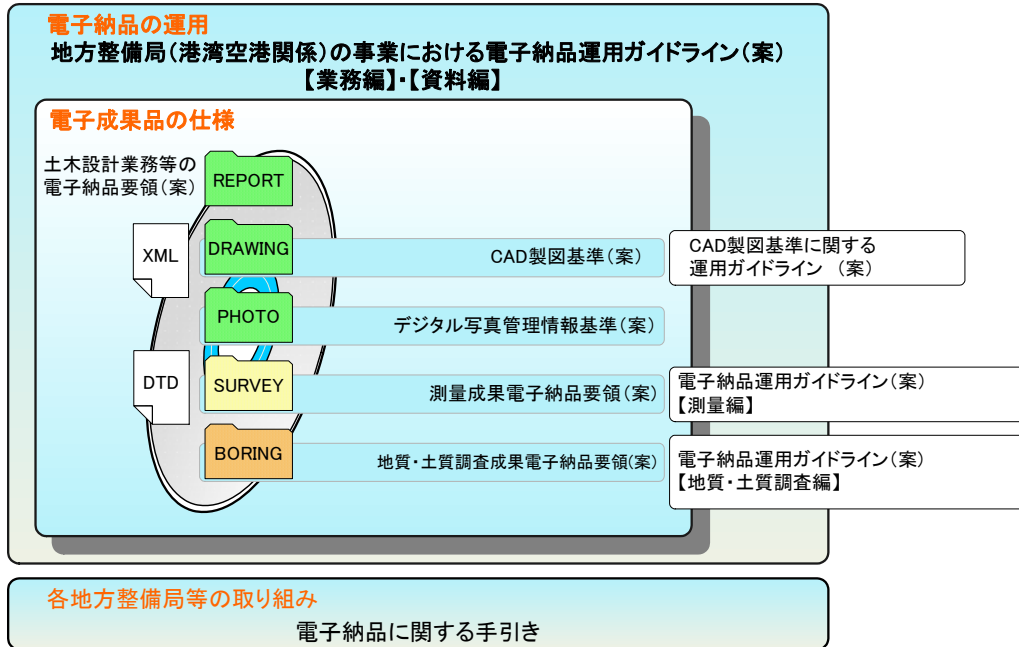 電子納品の運用
地方整備局(港湾空港関係)の事業における電子納品運用ガイドライン(案)
【業務編】・【資料編】
電子成果品の仕様
土木設計業務等の
電子納品要領(案)
REPORT
XML
DRAWING
CAD製図基準(案)
CAD製図基準に関する
運用ガイドライン (案)
PHOTO
デジタル写真管理情報基準(案)
DTD
SURVEY
測量成果電子納品要領(案)
電子納品運用ガイドライン(案)
【測量編】
BORING
地質・土質調査成果電子納品要領(案)
電子納品運用ガイドライン(案)
【地質・土質調査編】
各地方整備局等の取り組み
電子納品に関する手引き